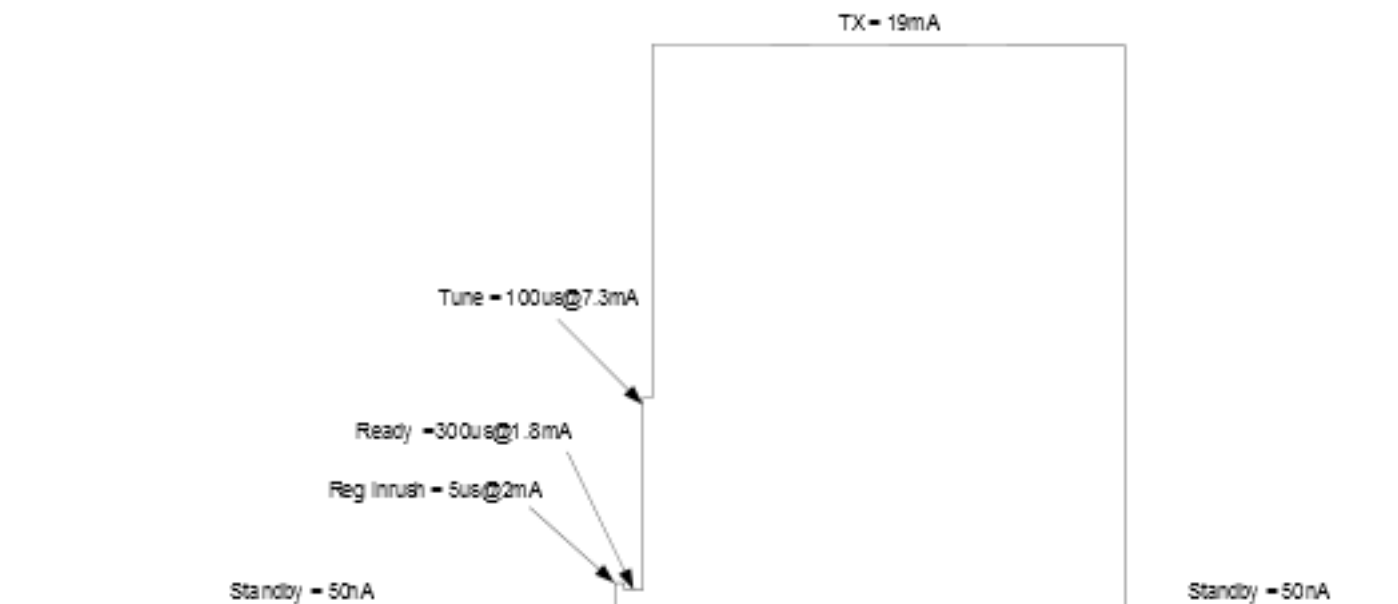 TX = 19mA
Tune = 100us@7.3mA
Ready =300us@1.8mA
Reg Inrush = 5us@2mA
Standby = 50nA
Standby = 50nA